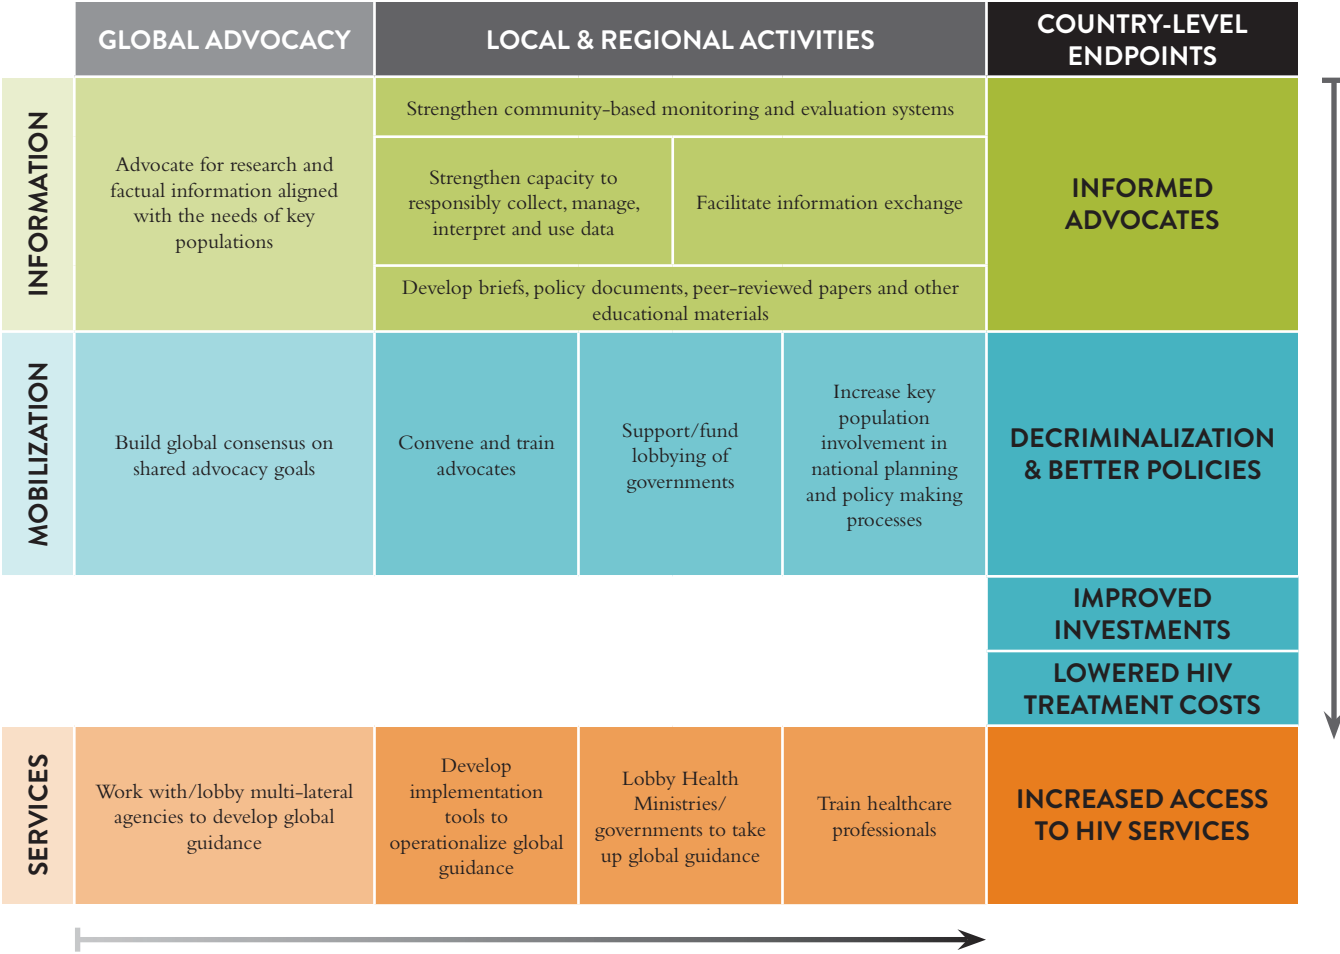 GLOBAL ADVOCACY
LOCAL & REGIONAL ACTIVITIES
COUNTRY-LEVEL
ENDPOINTS
INFORMATION
Advocate for research and
factual information aligned
with the needs of key
populations
Strengthen community-based monitoring and evaluation systems
Strengthen capacity to
responsibly collect, manage,
interpret and use data
Facilitate information exchange
Develop briefs, policy documents, peer-reviewed papers and other
educational materials
INFORMED
ADVOCATES
MOBILIZATION
Build global consensus on
shared advocacy goals
Convene and train
advocates
Support/fund
lobbying of
governments
Increase key
population
involvement in
national planning
and policy making
processes
DECRIMINALIZATION
& BETTER POLICIES
IMPROVED
INVESTMENTS
LOWERED HIV
TREATMENT COSTS
SERVICES
Work with/lobby multi-lateral
agencies to develop global
guidance
Develop
implementation
tools to
operationalize global
guidance
Lobby Health
Ministries/
governments to take
up global guidance
Train healthcare
professionals
INCREASED ACCESS
TO HIV SERVICES